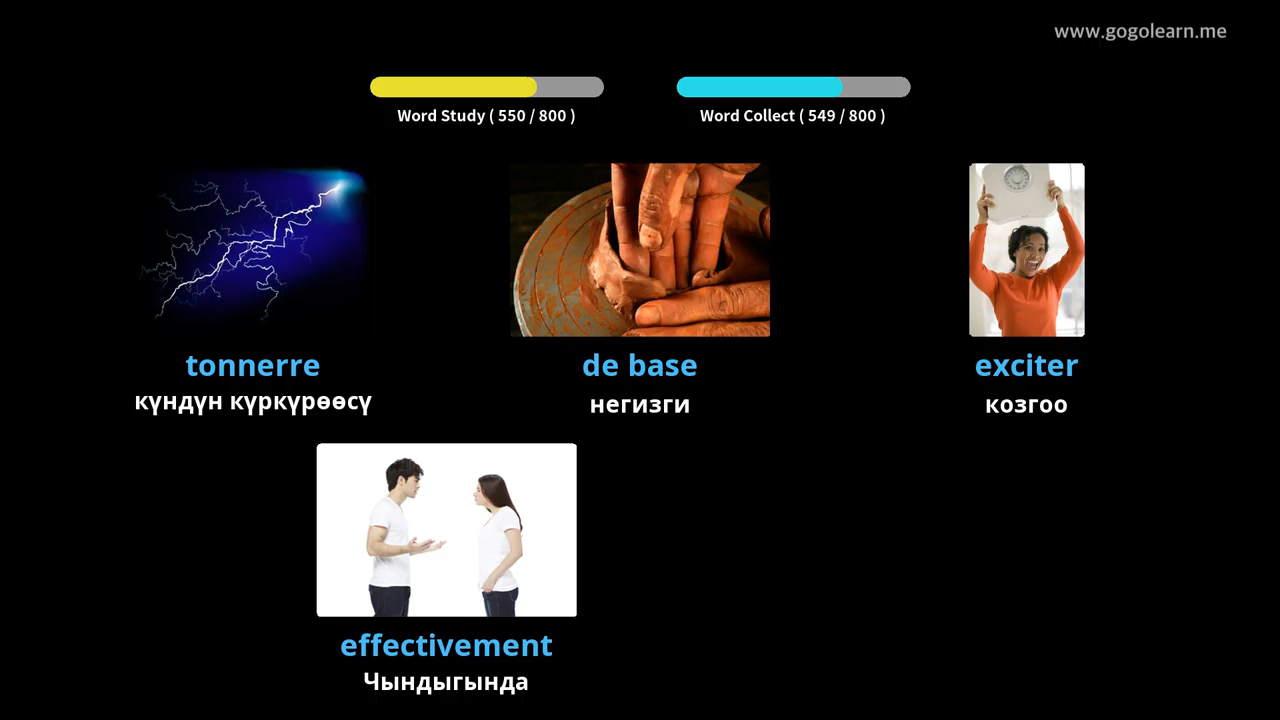 www.gogolearn.me
Word Study ( 550 / 800 )
Word Collect ( 549 / 800 )
tonnerre
күндүн күркүрөөсү
de base
негизги
exciter
козгоо
effectivement
Чындыгында